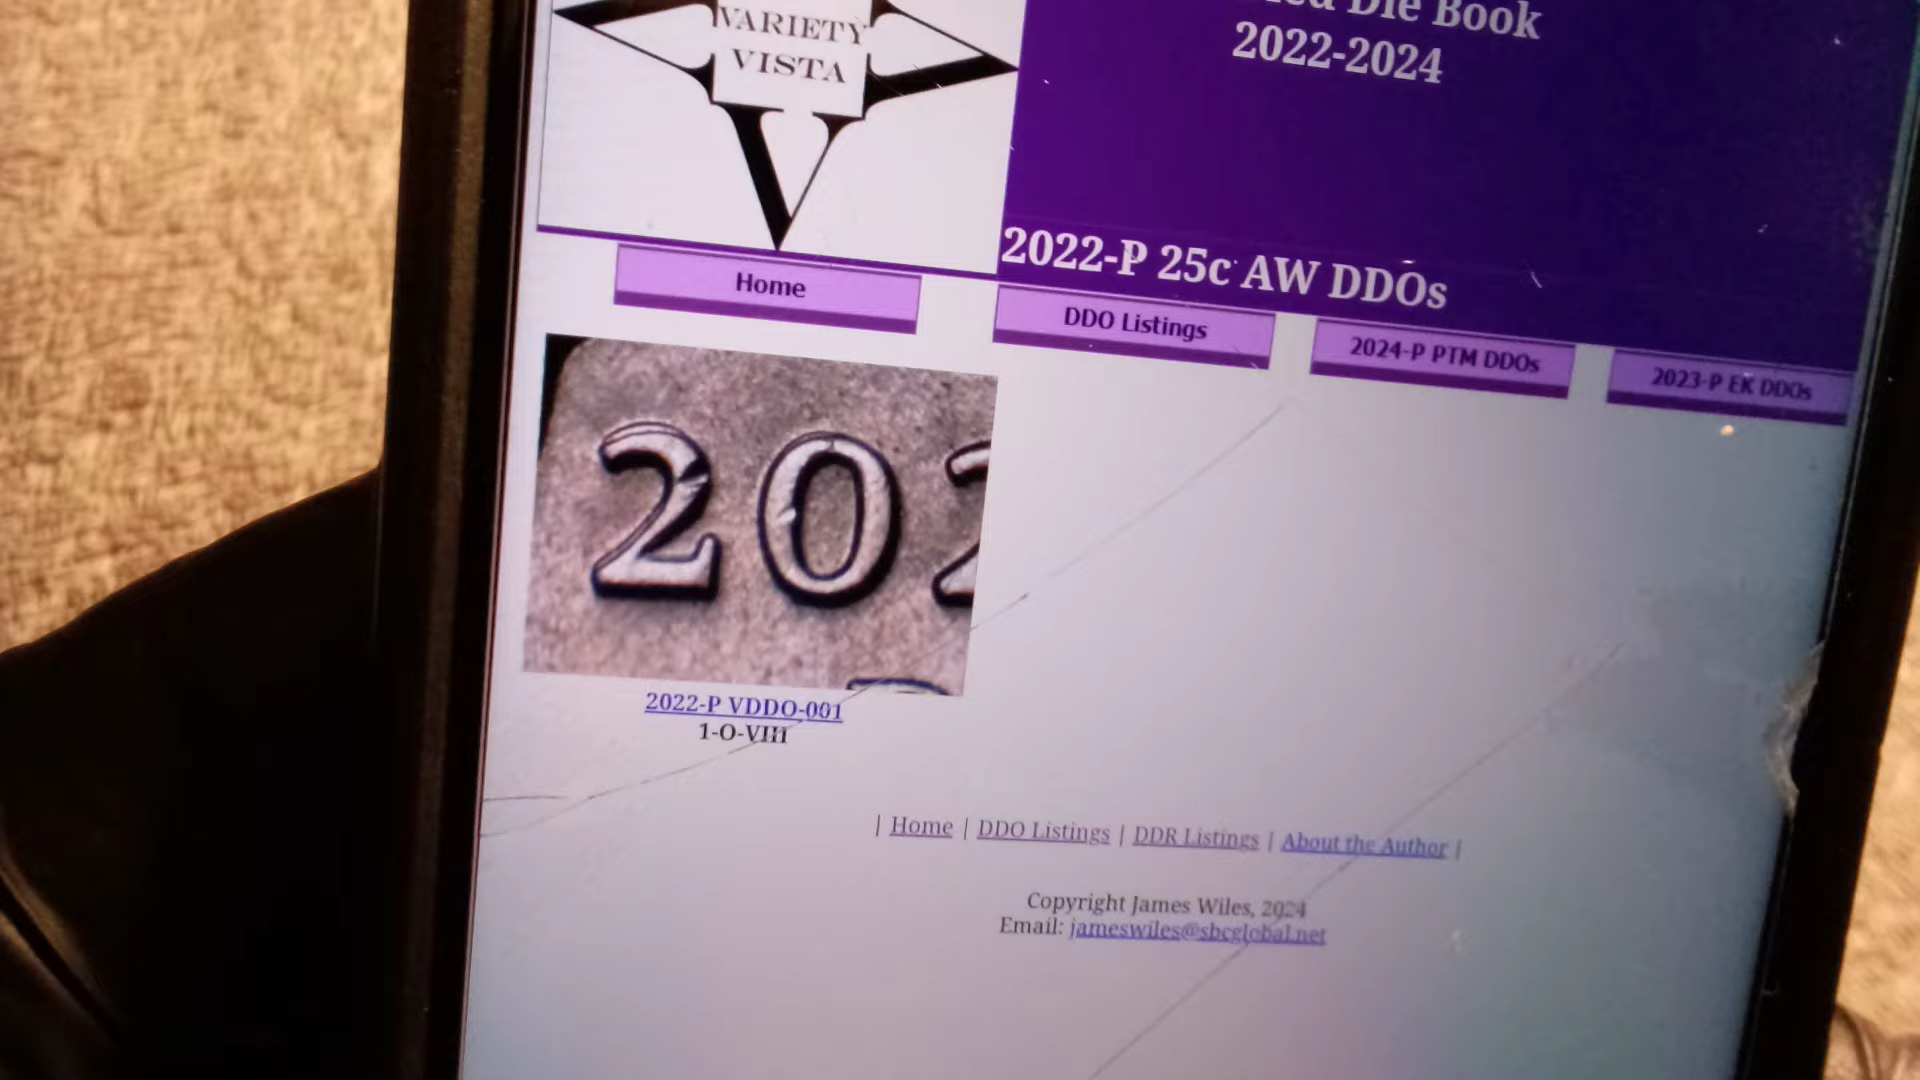 VARIETY
VISTA
Die Book
2022-2024
2022-P 25c AW DDOs
Home
DDO Listings
2024-P PTM DDOs
2023-P EK DDOs
202
2022-P VDDO-001
1-O-VIII
| Home | DDO Listings | DDR Listings | About the Author |
Copyright James Wiles, 2024
Email: jameswiles@sbcglobal.net